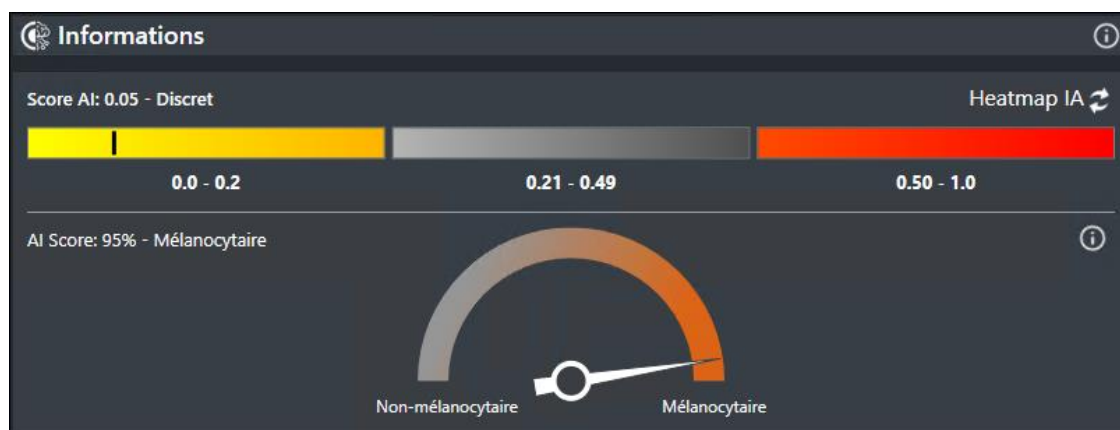 Informations
Score AI: 0.05 - Discret
Heatmap IA
0.0 - 0.2
0.21 - 0.49
0.50 - 1.0
AI Score: 95% - Mélanocytaire
Non-mélanocytaire
Mélanocytaire